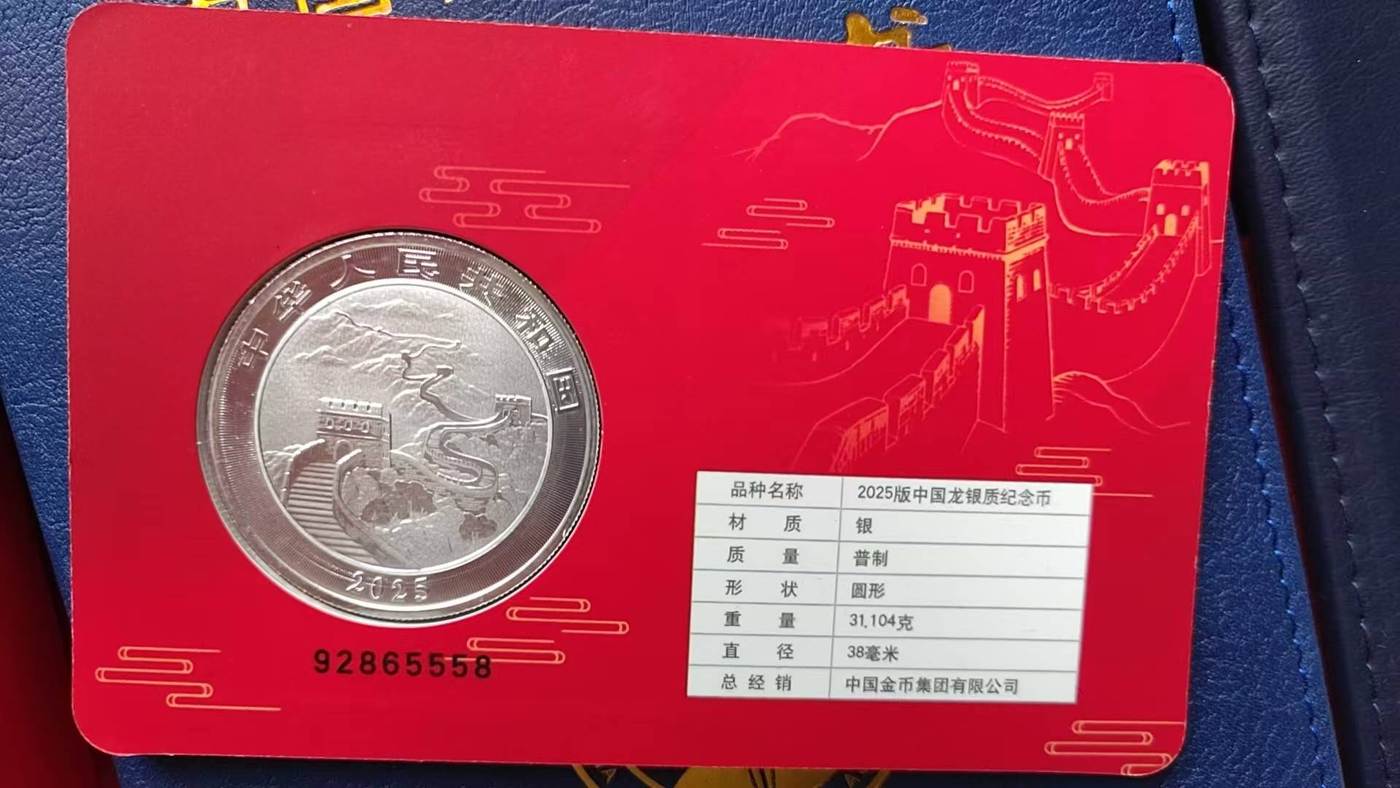 中华人民共和国
2025
92865558
品种名称 2025版中国龙银质纪念币
材 质 银
质 量 普制
形 状 圆形
重 量 31.104克
直 径 38毫米
总 经 销 中国金币集团有限公司